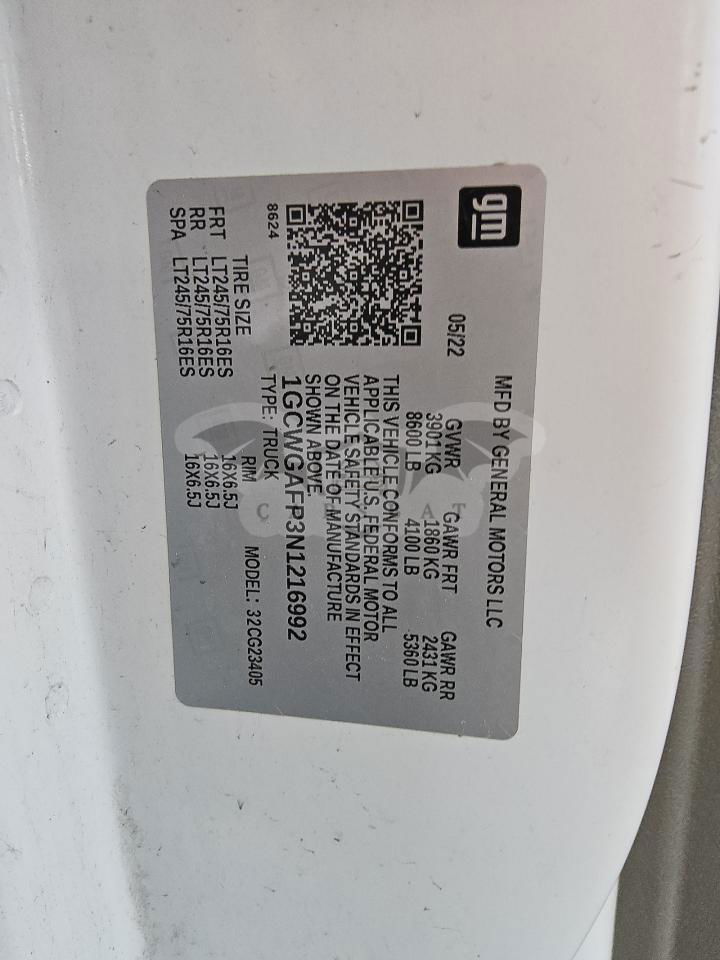 gm
MFD BY GENERAL MOTORS LLC
05/22
GVWR GAWR FRT GAWR RR
3901 KG 1860 KG 2431 KG
8600 LB 4100 LB 5360 LB
THIS VEHICLE CONFORMS TO ALL
APPLICABLE U.S. FEDERAL MOTOR
VEHICLE SAFETY STANDARDS IN EFFECT
ON THE DATE OF MANUFACTURE
SHOWN ABOVE
8624
1GCWGAFP3N1216992
TYPE: TRUCK MODEL: 32CG23405
TIRE SIZE RIM
FRT LT245/75R16ES 16X6.5J
RR LT245/75R16ES 16X6.5J
SPA LT245/75R16ES 16X6.5J